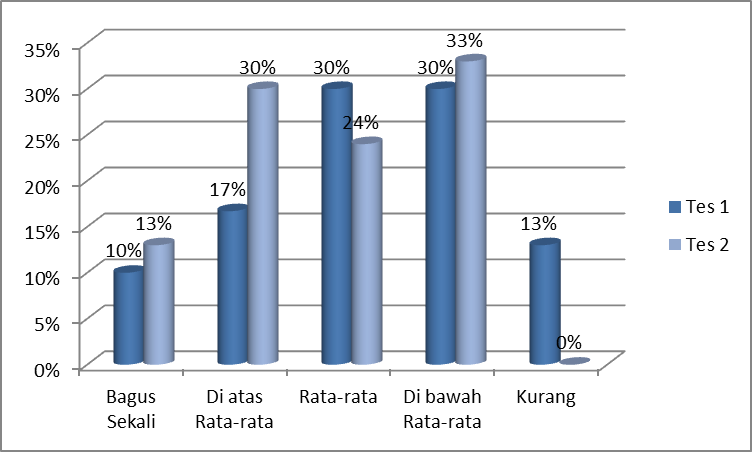 35%
30%
25%
20%
15%
10%
5%
0%
10%
13%
17%
30%
30%
24%
30%
33%
13%
0%
Bagus
Sekali
Di atas
Rata-rata
Rata-rata
Di bawah
Rata-rata
Kurang
Tes 1
Tes 2